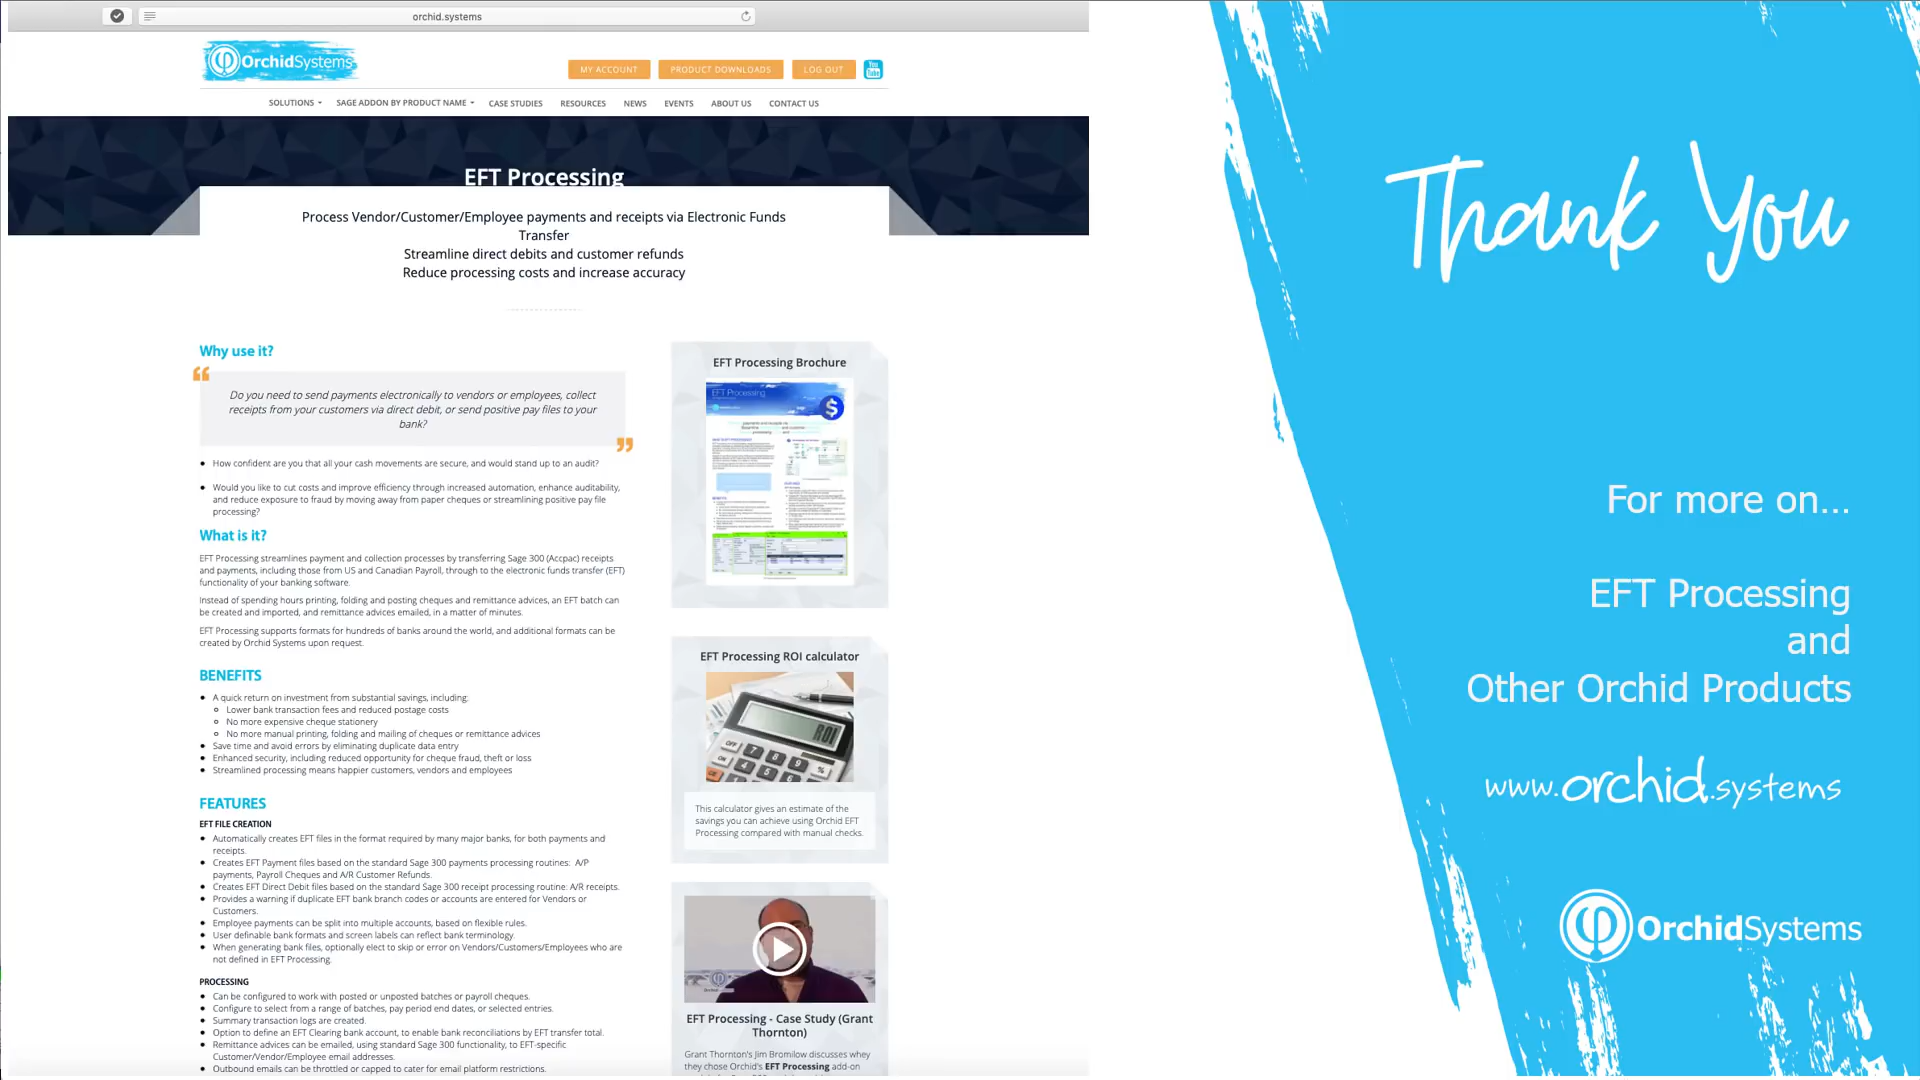 orchid.systems
OrchidSystems
MY ACCOUNT
PRODUCT DOWNLOADS
LOG OUT
You
Tube
SOLUTIONS
SAGE ADDON BY PRODUCT NAME
CASE STUDIES
RESOURCES
NEWS
EVENTS
ABOUT US
CONTACT US
EFT Processing
Process Vendor/Customer/Employee payments and receipts via Electronic Funds
Transfer
Streamline direct debits and customer refunds
Reduce processing costs and increase accuracy
Why use it?
“
Do you need to send payments electronically to vendors or employees, collect
receipts from your customers via direct debit, or send positive pay files to your
bank?
”
• How confident are you that all your cash movements are secure, and would stand up to an audit?
• Would you like to cut costs and improve efficiency through increased automation, enhance auditability,
and reduce exposure to fraud by moving away from paper cheques or streamlining positive pay file
processing?
What is it?
EFT Processing streamlines payment and collection processes by transferring Sage 300 (Accpac) receipts
and payments, including those from US and Canadian Payroll, through to the electronic funds transfer (EFT)
functionality of your banking software.
Instead of spending hours printing, folding and posting cheques and remittance advices, an EFT batch can
be created and imported, and remittance advices emailed, in a matter of minutes.
EFT Processing supports formats for hundreds of banks around the world, and additional formats can be
created by Orchid Systems upon request.
BENEFITS
• A quick return on investment from substantial savings, including:
Lower bank transaction fees and reduced postage costs
No more expensive cheque stationery
No more manual printing, folding and mailing of cheques or remittance advices
• Save time and avoid errors by eliminating duplicate data entry
• Enhanced security, including reduced opportunity for cheque fraud, theft or loss
• Streamlined processing means happier customers, vendors and employees
FEATURES
EFT FILE CREATION
• Automatically creates EFT files in the format required by many major banks, for both payments and
receipts.
• Creates EFT Payment files based on the standard Sage 300 payments processing routines: A/P
payments, Payroll Cheques and A/R Customer Refunds.
• Creates EFT Direct Debit files based on the standard Sage 300 receipt processing routine: A/R receipts.
• Provides a warning if duplicate EFT bank branch codes or accounts are entered for Vendors or
Customers.
• Employee payments can be split into multiple accounts, based on flexible rules.
• User definable bank formats and screen labels can reflect bank terminology.
• When generating bank files, optionally elect to skip or error on Vendors/Customers/Employees who are
not defined in EFT Processing.
PROCESSING
• Can be configured to work with posted or unposted batches or payroll cheques.
• Configure to select from a range of batches, pay period end dates, or selected entries.
• Summary transaction logs are created.
• Option to define an EFT Clearing bank account, to enable bank reconciliations by EFT transfer total.
• Remittance advices can be emailed, using standard Sage 300 functionality, to EFT-specific
Customer/Vendor/Employee email addresses.
• Outbound emails can be throttled or capped to cater for email platform restrictions.
EFT Processing Brochure
EFT Processing
$
EFT Processing ROI calculator
ROI
OFF 7 8 9
ON 4 5 6 %
CE
This calculator gives an estimate of the
savings you can achieve using Orchid EFT
Processing compared with manual checks.
EFT Processing - Case Study (Grant
Thornton)
Grant Thornton's Jim Bromilow discusses whey
they chose Orchid's EFT Processing add-on
Thank You
For more on...
EFT Processing
and
Other Orchid Products
www.orchid.systems
OrchidSystems